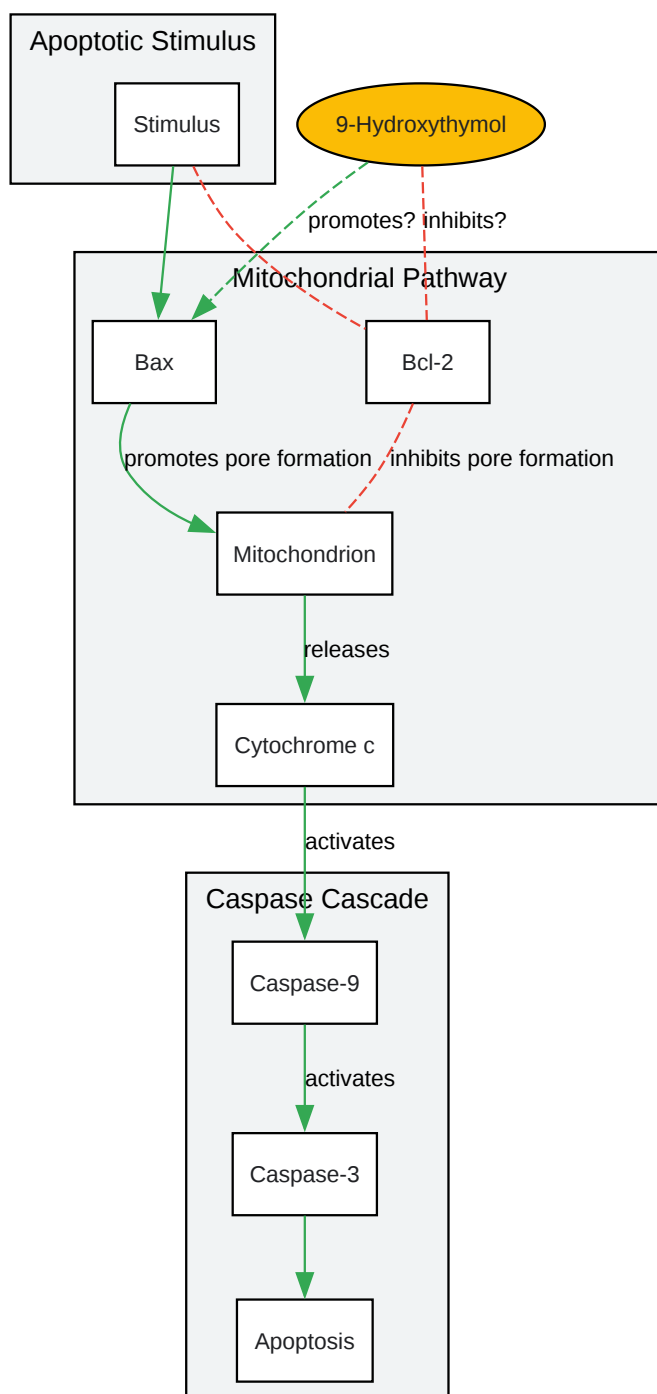 Apoptotic Stimulus
Stimulus
9-Hydroxythymol
promotes?
inhibits?
Mitochondrial Pathway
Bax
Bcl-2
promotes pore formation
inhibits pore formation
Mitochondrion
releases
Cytochrome c
activates
Caspase Cascade
Caspase-9
activates
Caspase-3
Apoptosis